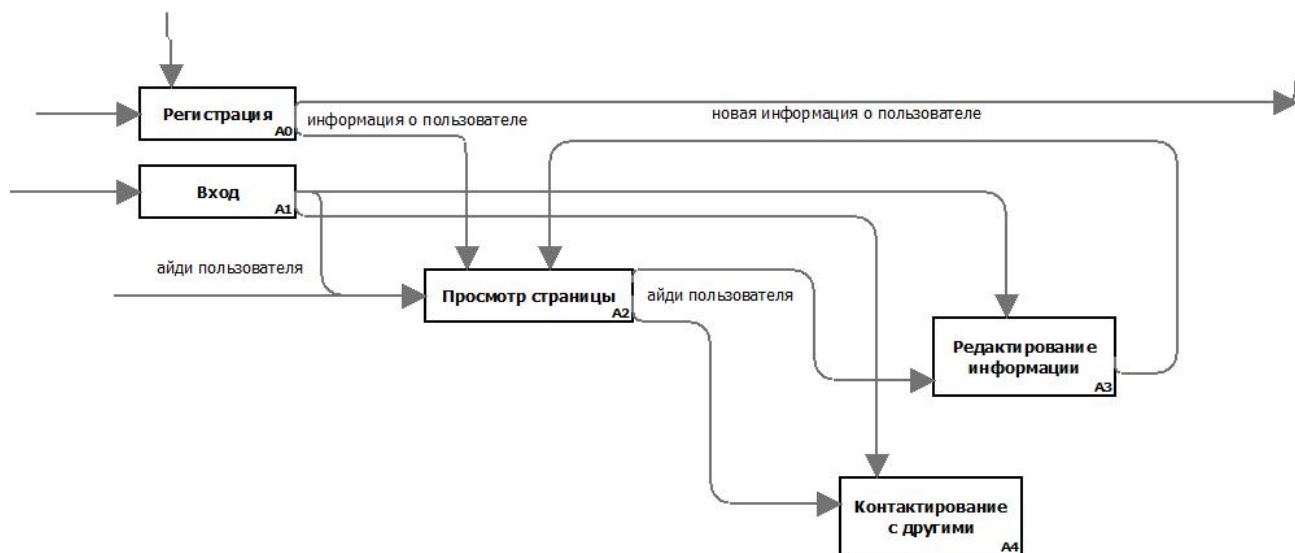 Регистрация
A0
информация о пользователе
новая информация о пользователе
Вход
A1
айди пользователя
Просмотр страницы
A2
айди пользователя
Редактирование
информации
A3
Контактирование
с другими
A4